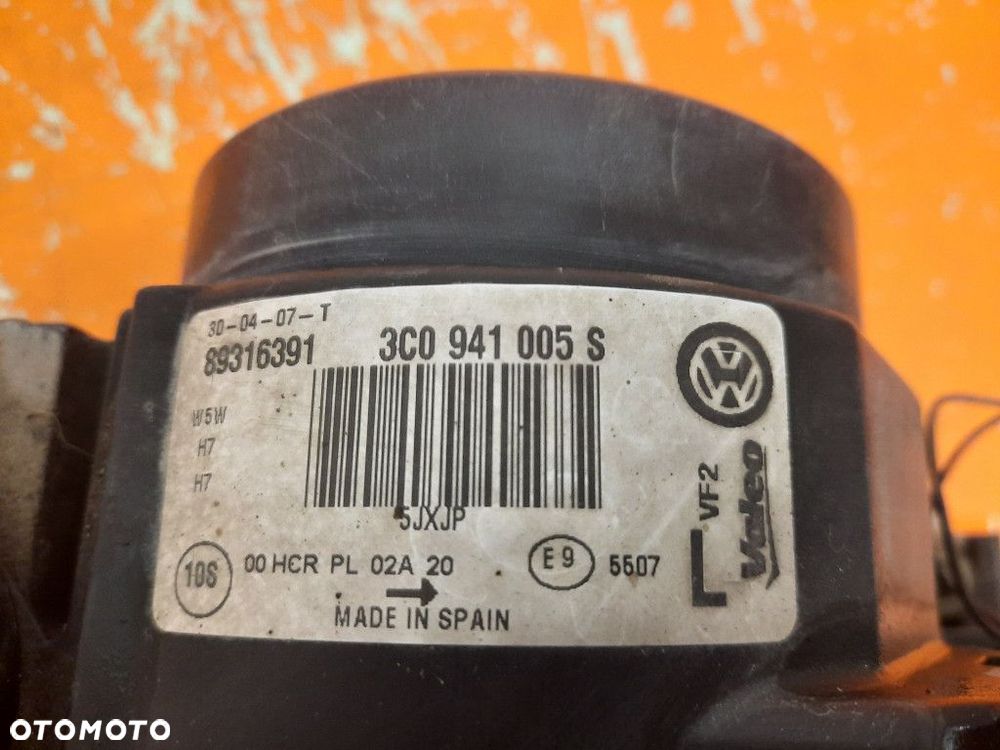 30-04-07-T
89316391 3C0 941 005 S
W5W
H7
H7
5JXJP
VF2
Valeo
L
10S 00 HCR PL 02A 20 E9 5507
MADE IN SPAIN
OTOMOTO